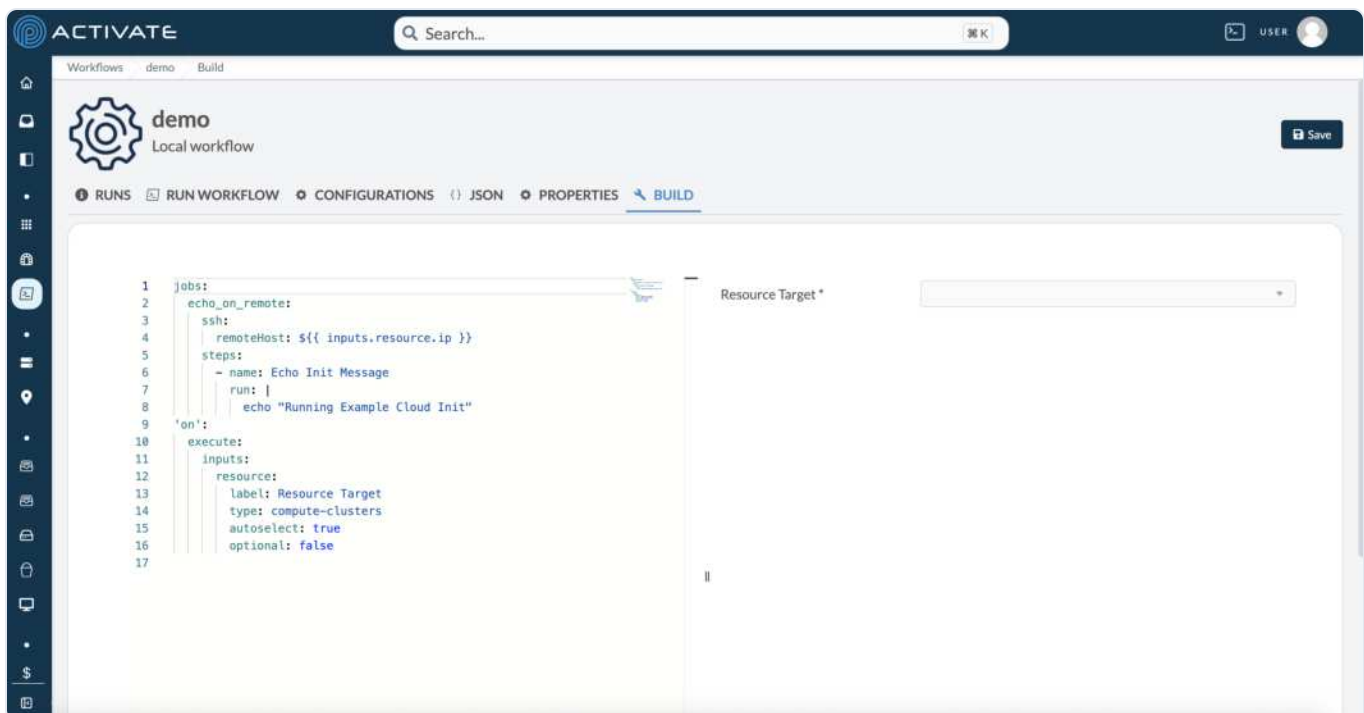 ACTIVATE
Search...
⌘ K
USER
Workflows demo Build
demo
Local workflow
Save
RUNS RUN WORKFLOW CONFIGURATIONS JSON PROPERTIES BUILD
1 jobs:
2 echo_on_remote:
3 ssh:
4 remoteHost: ${{ inputs.resource.ip }}
5 steps:
6 - name: Echo Init Message
7 run: |
8 echo "Running Example Cloud Init"
9 'on':
10 execute:
11 inputs:
12 resource:
13 label: Resource Target
14 type: compute-clusters
15 autoselect: true
16 optional: false
17
Resource Target *